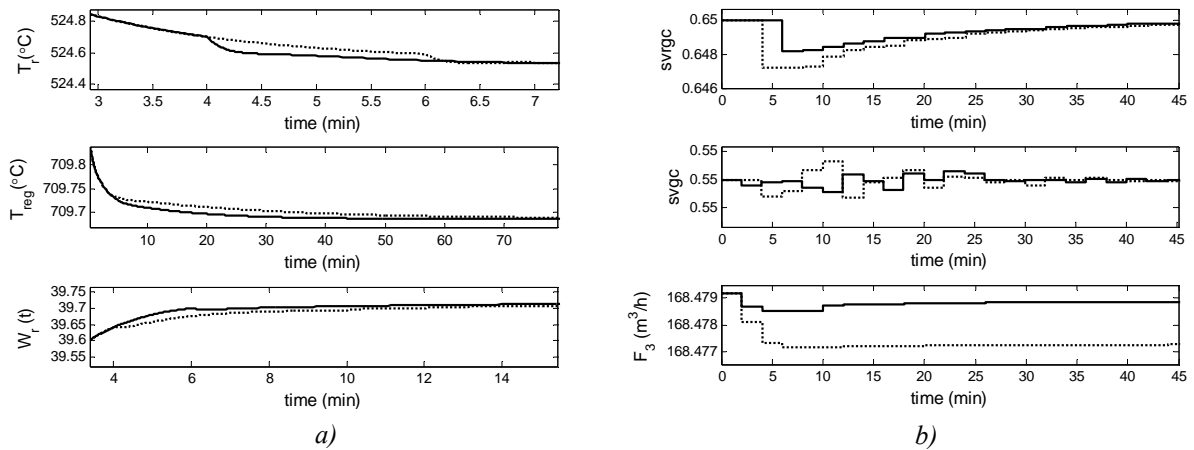 524.8
524.6
524.4
T_r (°C)
3 3.5 4 4.5 5 5.5 6 6.5 7
time (min)
709.8
709.75
709.7
T_reg (°C)
10 20 30 40 50 60 70
time (min)
39.75
39.7
39.65
39.6
39.55
W_r (t)
4 6 8 10 12 14
time (min)
a)
0.65
0.648
0.646
svrgc
0 5 10 15 20 25 30 35 40 45
time (min)
0.55
0.55
0.55
svgc
0 5 10 15 20 25 30 35 40 45
time (min)
168.479
168.478
168.477
F_3 (m³/h)
0 5 10 15 20 25 30 35 40 45
time (min)
b)